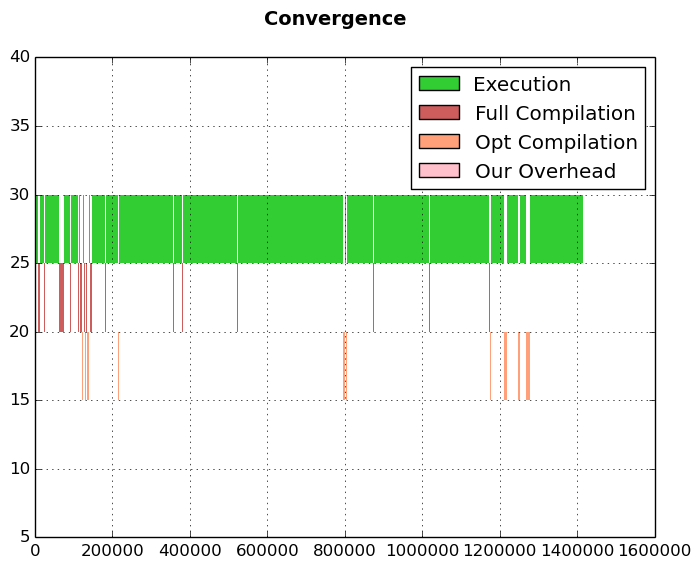 Convergence
40
35
30
25
20
15
10
5
Execution
Full Compilation
Opt Compilation
Our Overhead
0 200000 400000 600000 800000 1000000 1200000 1400000 1600000